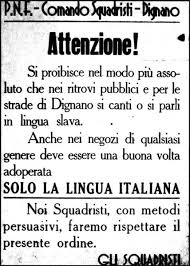 P.N.F. - Comando Squadristi - Dignano
Attenzione!
Si proibisce nel modo più asso-
luto che nei ritrovi pubblici e per le
strade di Dignano si canti o si parli
in lingua slava.
Anche nei negozi di qualsiasi
genere deve essere una buona volta
adoperata
SOLO LA LINGUA ITALIANA
Noi Squadristi, con metodi
persuasivi, faremo rispettare il
presente ordine.
GLI SQUADRISTI